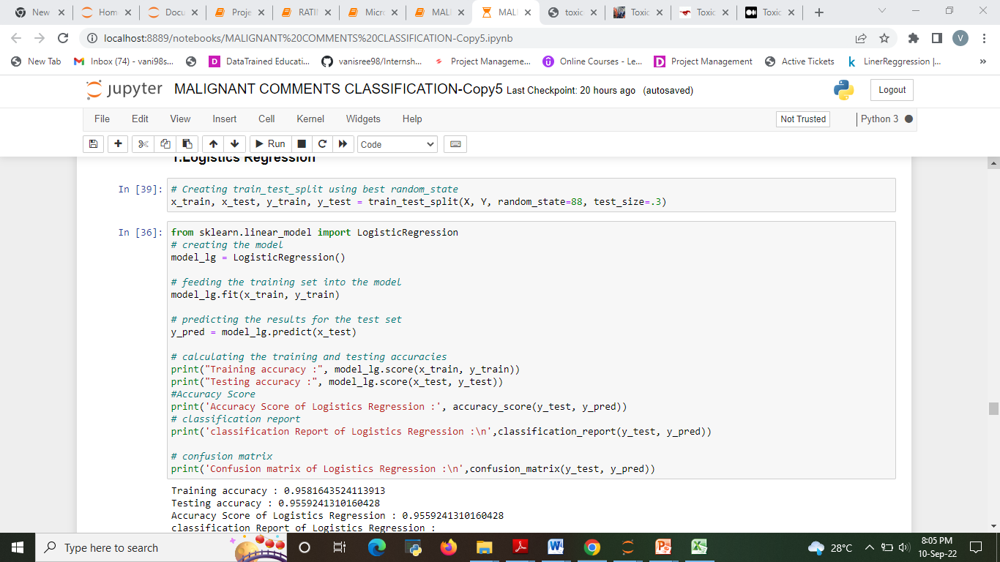 New
Hom
Docu
Proje
RATI
Micr
MALI
MALI
toxic
Toxic
Toxic
Toxic
localhost:8889/notebooks/MALIGNANT%20COMMENTS%20CLASSIFICATION-Copy5.ipynb
V
New Tab
Inbox (74) - vani98s...
DataTrained Educati...
vanisree98/Internsh...
Project Manageme...
Online Courses - Le...
Project Management
Active Tickets
LinerReggression |...
»
jupyter MALIGNANT COMMENTS CLASSIFICATION-Copy5 Last Checkpoint: 20 hours ago (autosaved)
Logout
File Edit View Insert Cell Kernel Widgets Help
Not Trusted
Python 3
Run
Code
1.Logistics Regression
In [39]:
# Creating train_test_split using best random_state
x_train, x_test, y_train, y_test = train_test_split(X, Y, random_state=88, test_size=.3)
In [36]:
from sklearn.linear_model import LogisticRegression
# creating the model
model_lg = LogisticRegression()
# feeding the training set into the model
model_lg.fit(x_train, y_train)
# predicting the results for the test set
y_pred = model_lg.predict(x_test)
# calculating the training and testing accuracies
print("Training accuracy :", model_lg.score(x_train, y_train))
print("Testing accuracy :", model_lg.score(x_test, y_test))
#Accuracy Score
print('Accuracy Score of Logistics Regression :', accuracy_score(y_test, y_pred))
# classification report
print('classification Report of Logistics Regression :\n',classification_report(y_test, y_pred))
# confusion matrix
print('Confusion matrix of Logistics Regression :\n',confusion_matrix(y_test, y_pred))
Training accuracy : 0.9581643524113913
Testing accuracy : 0.9559241310160428
Accuracy Score of Logistics Regression : 0.9559241310160428
classification Report of Logistics Regression :
Type here to search
28°C
8:05 PM
10-Sep-22